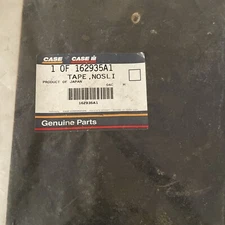 CASE CASE IH
1 OF 162935A1
TAPE,NOSLI
PRODUCT OF JAPAN
162935A1
Genuine Parts